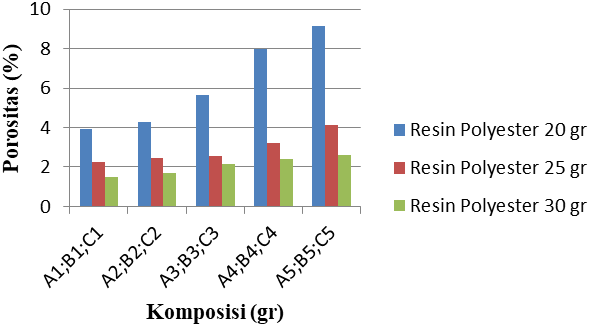 Porositas (%)
10
8
6
4
2
0
A1;B1;C1
A2;B2;C2
A3;B3;C3
A4;B4;C4
A5;B5;C5
Komposisi (gr)
Resin Polyester 20 gr
Resin Polyester 25 gr
Resin Polyester 30 gr